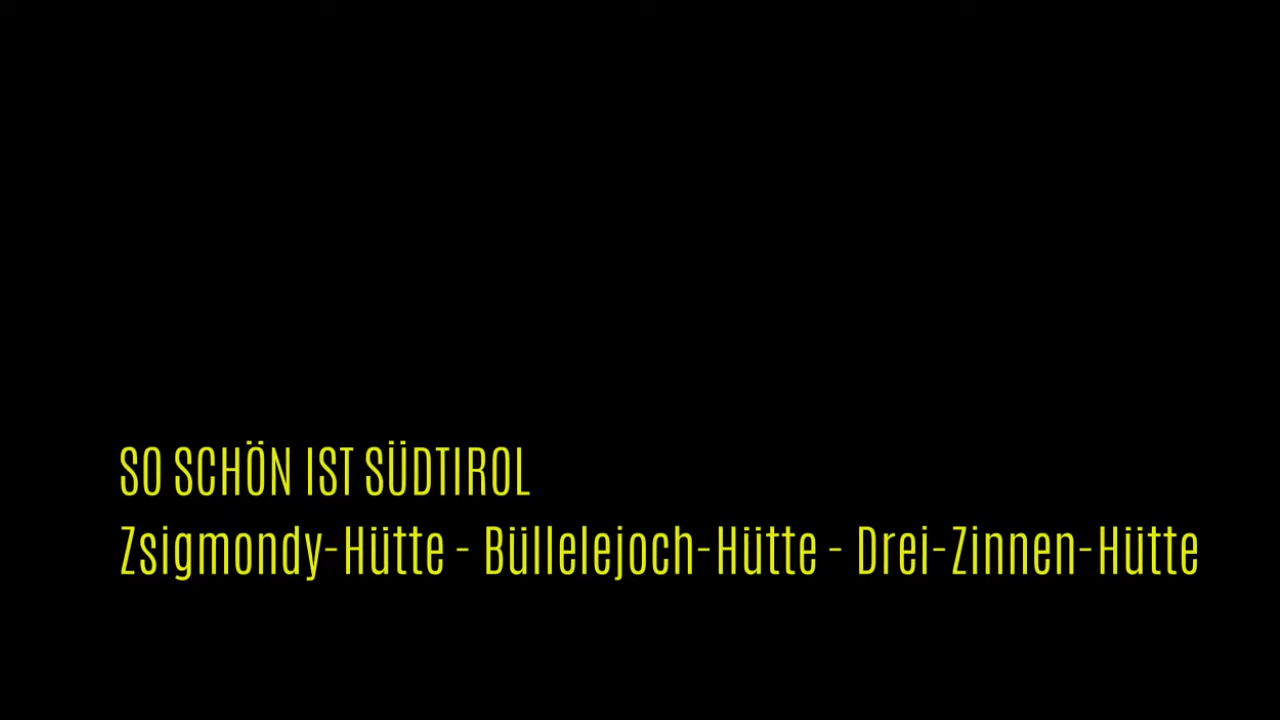 SO SCHÖN IST SÜDTIROL
Zsigmondy-Hütte - Büllelejoch-Hütte - Drei-Zinnen-Hütte